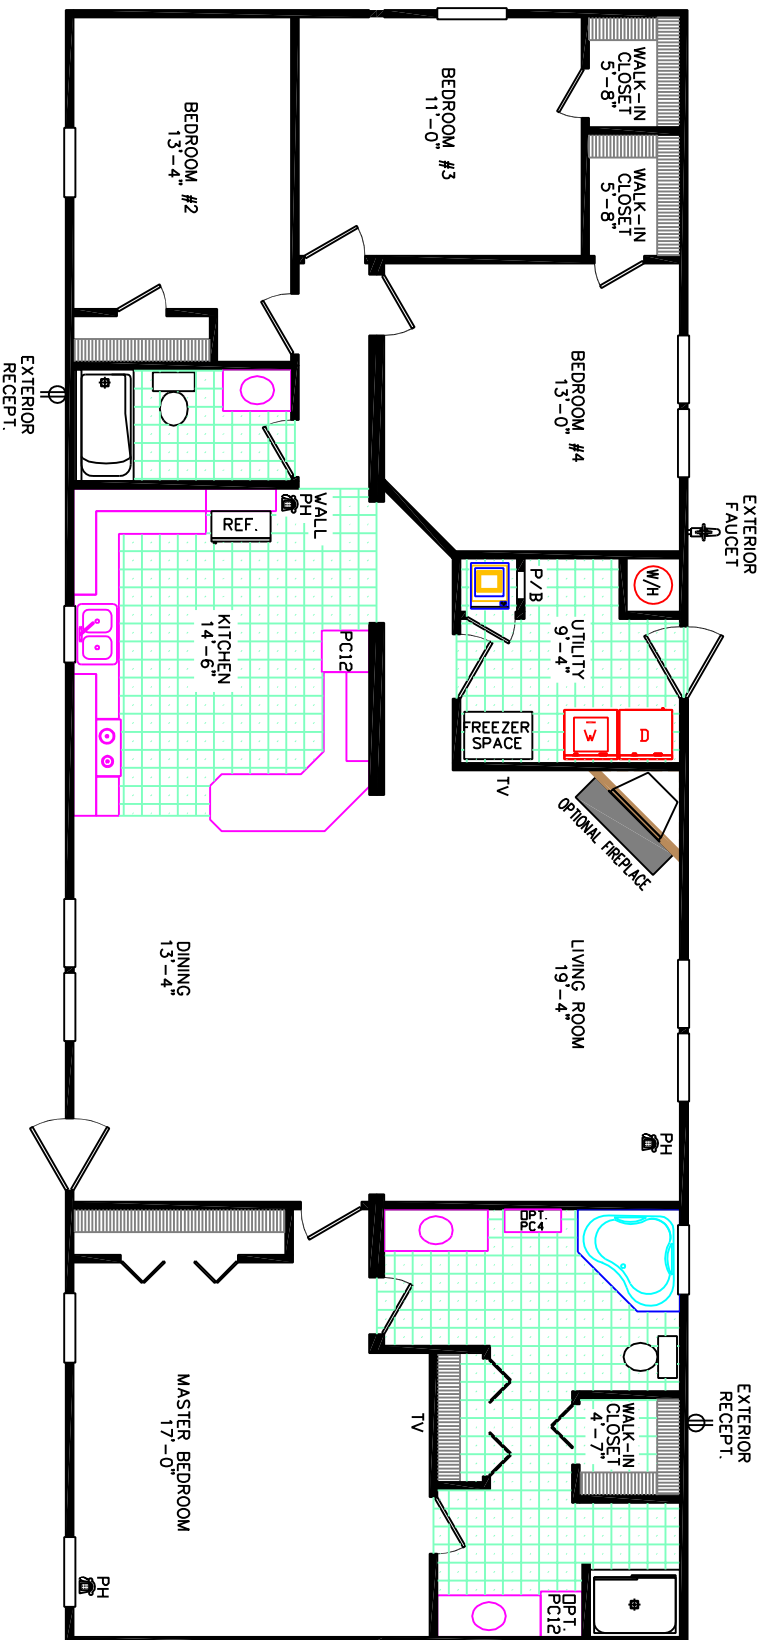 WALK-IN
CLOSET
5'-8"
WALK-IN
CLOSET
5'-8"
BEDROOM #3
11'-0"
BEDROOM #2
13'-4"
BEDROOM #4
13'-0"
EXTERIOR
RECEPT.
EXTERIOR
FAUCET
WALL
PH
REF.
P/B
W/H
UTILITY
9'-4"
KITCHEN
14'-6"
PC12
FREEZER
SPACE
W
D
TV
OPTIONAL FIREPLACE
LIVING ROOM
19'-4"
DINING
13'-4"
PH
OPT.
PC4
WALK-IN
CLOSET
4'-7"
EXTERIOR
RECEPT.
TV
MASTER BEDROOM
17'-0"
PH
OPT.
PC12